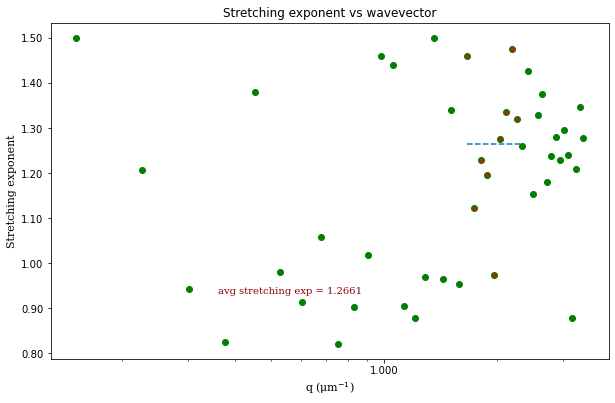 Stretching exponent vs wavevector
1.50
1.40
1.30
1.20
1.10
1.00
0.90
0.80
Stretching exponent
avg stretching exp = 1.2661
1.000
q (μm⁻¹)